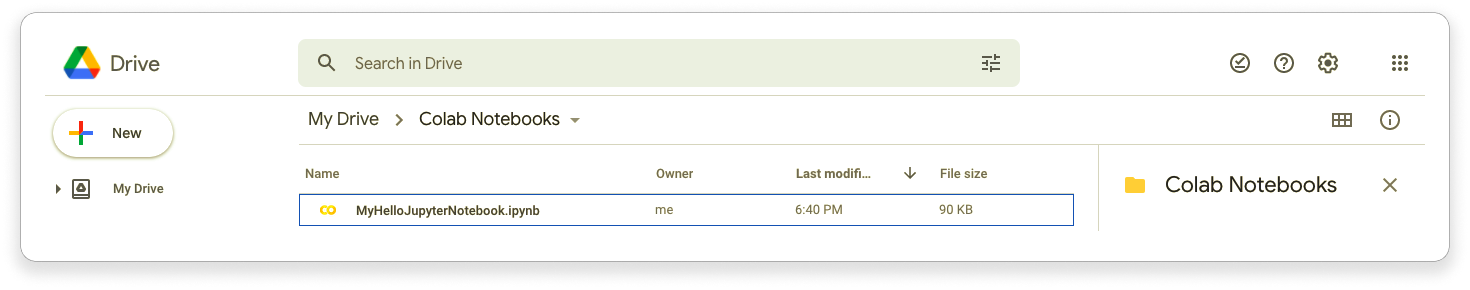 Drive
Search in Drive
New
My Drive
My Drive > Colab Notebooks
Name Owner Last modifi... File size
MyHelloJupyterNotebook.ipynb me 6:40 PM 90 KB
Colab Notebooks